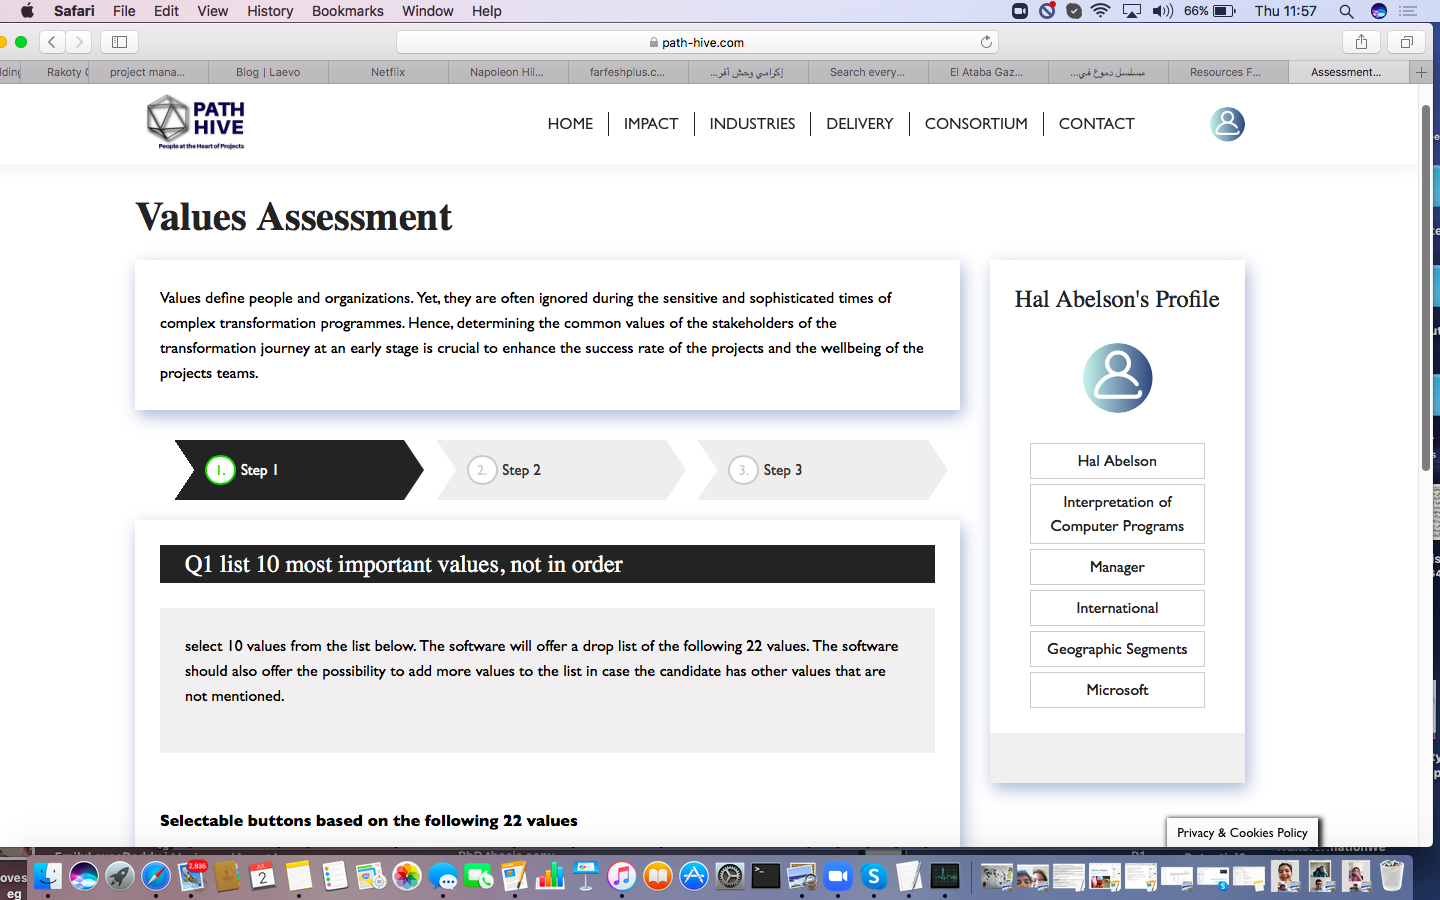 Safari File Edit View History Bookmarks Window Help 66% Thu 11:57
path-hive.com
Rakoty project mana... Blog | Laevo Netflix Napoleon Hil... farfeshplus.c... إكرامي وحش أفر... Search every... El Ataba Gaz... مسلسل دموع في... Resources F... Assessment...
PATH
HIVE
People at the Heart of Projects
HOME IMPACT INDUSTRIES DELIVERY CONSORTIUM CONTACT
Values Assessment
Values define people and organizations. Yet, they are often ignored during the sensitive and sophisticated times of
complex transformation programmes. Hence, determining the common values of the stakeholders of the
transformation journey at an early stage is crucial to enhance the success rate of the projects and the wellbeing of the
projects teams.
1. Step 1
2. Step 2
3. Step 3
Q1 list 10 most important values, not in order
select 10 values from the list below. The software will offer a drop list of the following 22 values. The software
should also offer the possibility to add more values to the list in case the candidate has other values that are
not mentioned.
Selectable buttons based on the following 22 values
Hal Abelson's Profile
Hal Abelson
Interpretation of
Computer Programs
Manager
International
Geographic Segments
Microsoft
Privacy & Cookies Policy
oves
eg
2,836
JUL
2